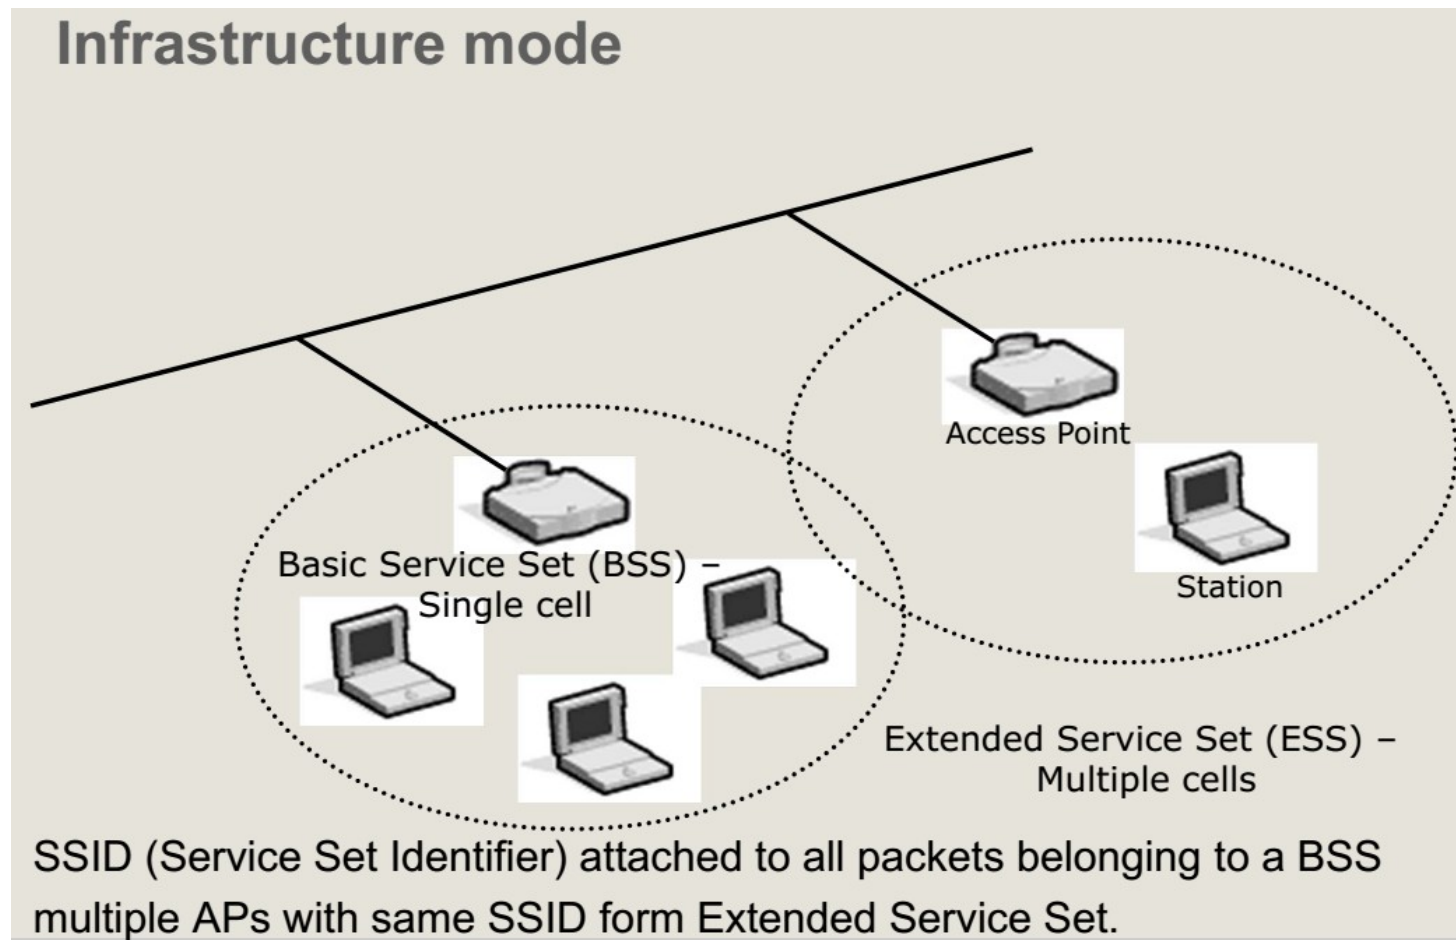 Infrastructure mode
Access Point
Basic Service Set (BSS) –
Single cell
Station
Extended Service Set (ESS) –
Multiple cells
SSID (Service Set Identifier) attached to all packets belonging to a BSS
multiple APs with same SSID form Extended Service Set.